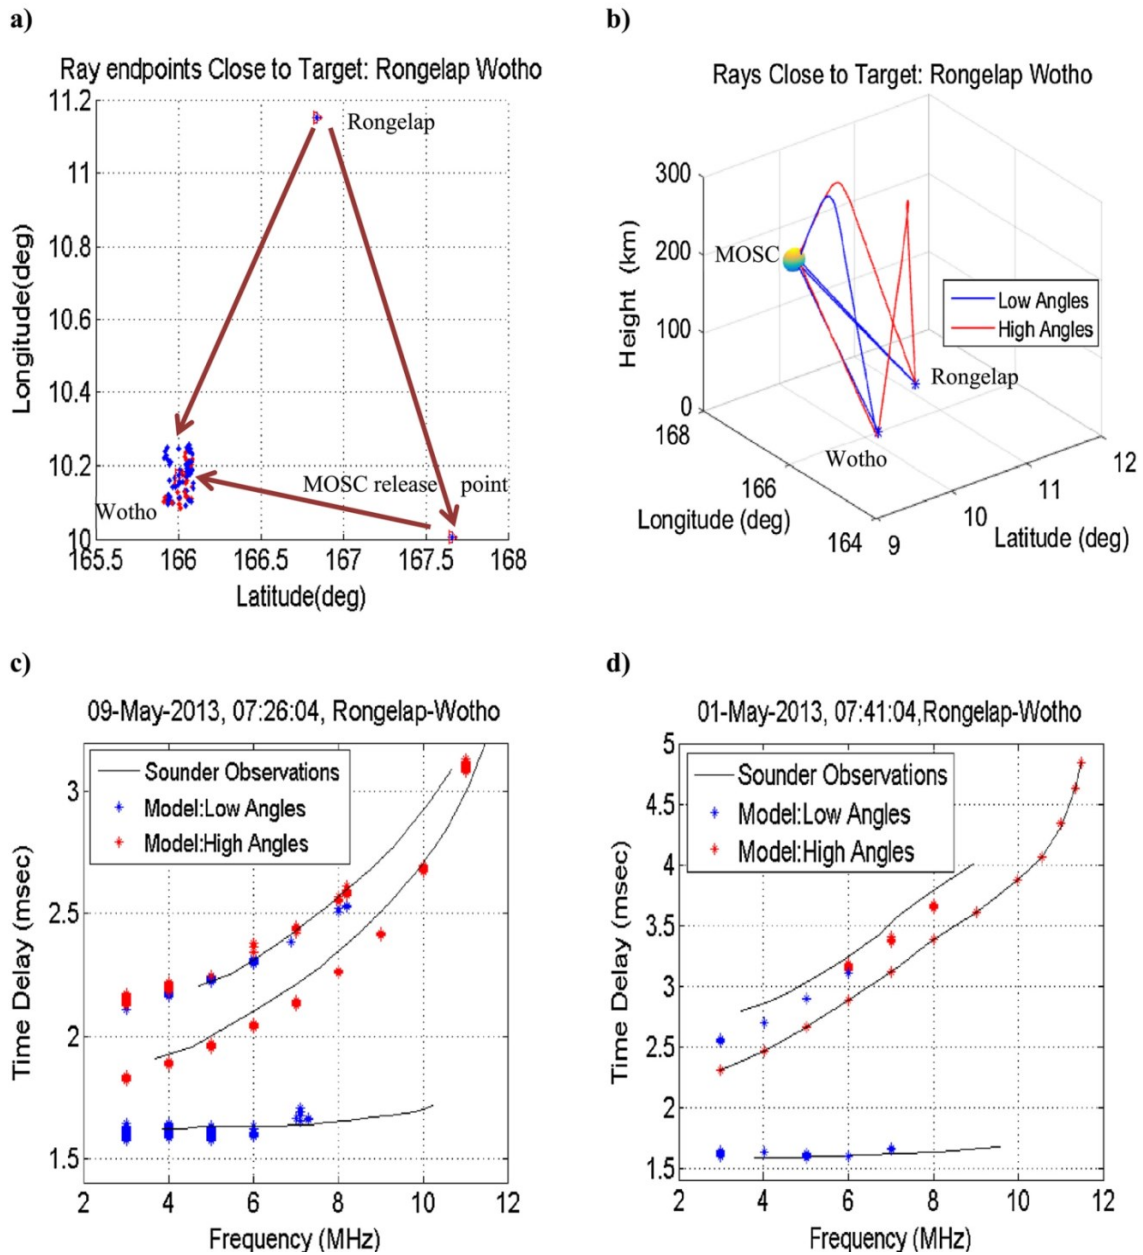 a)
Ray endpoints Close to Target: Rongelap Wotho
11.2
11
10.8
10.6
10.4
10.2
10
Longitude(deg)
Rongelap
MOSC release point
Wotho
165.5 166 166.5 167 167.5 168
Latitude(deg)
b)
Rays Close to Target: Rongelap Wotho
300
200
100
0
Height (km)
MOSC
Low Angles
High Angles
Rongelap
Wotho
168
166
164
Longitude (deg)
9
10
11
12
Latitude (deg)
c)
09-May-2013, 07:26:04, Rongelap-Wotho
Sounder Observations
Model:Low Angles
Model:High Angles
3
2.5
2
1.5
Time Delay (msec)
2 4 6 8 10 12
Frequency (MHz)
d)
01-May-2013, 07:41:04,Rongelap-Wotho
Sounder Observations
Model:Low Angles
Model:High Angles
5
4.5
4
3.5
3
2.5
2
1.5
Time Delay (msec)
2 4 6 8 10 12
Frequency (MHz)